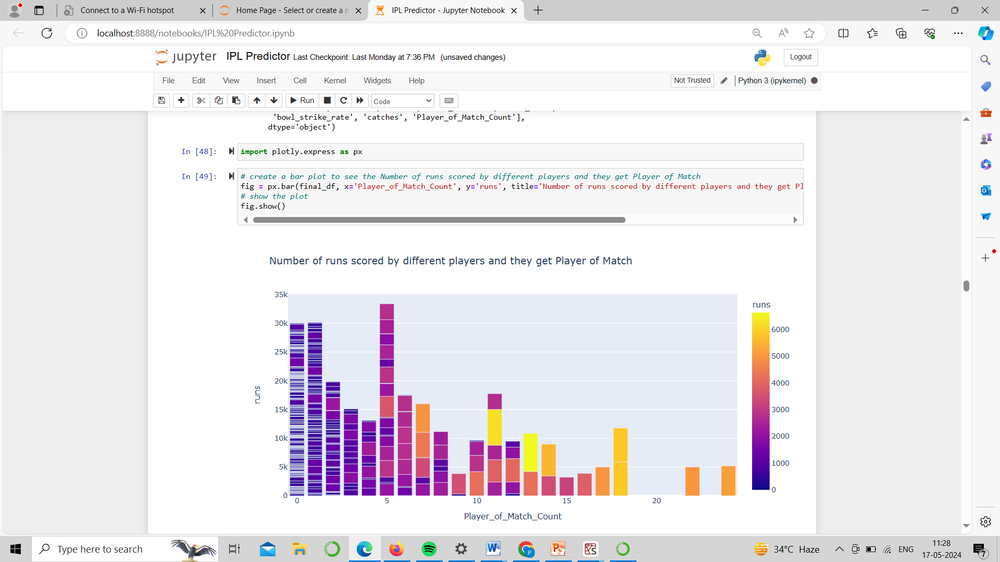 Connect to a Wi-Fi hotspot
Home Page - Select or create a n
IPL Predictor - Jupyter Notebook
localhost:8888/notebooks/IPL%20Predictor.ipynb
jupyter IPL Predictor Last Checkpoint: Last Monday at 7:36 PM (unsaved changes)
Logout
File Edit View Insert Cell Kernel Widgets Help
Not Trusted Python 3 (ipykernel)
Run Code
'bowl_strike_rate', 'catches', 'Player_of_Match_Count'],
dtype='object')
In [48]: import plotly.express as px
In [49]: # create a bar plot to see the Number of runs scored by different players and they get Player of Match
fig = px.bar(final_df, x='Player_of_Match_Count', y='runs', title='Number of runs scored by different players and they get Pl
# show the plot
fig.show()
Number of runs scored by different players and they get Player of Match
35k
30k
25k
20k
15k
10k
5k
0
runs
0 5 10 15 20
Player_of_Match_Count
runs
6000
5000
4000
3000
2000
1000
0
Type here to search
34°C Haze
ENG
11:28
17-05-2024
7